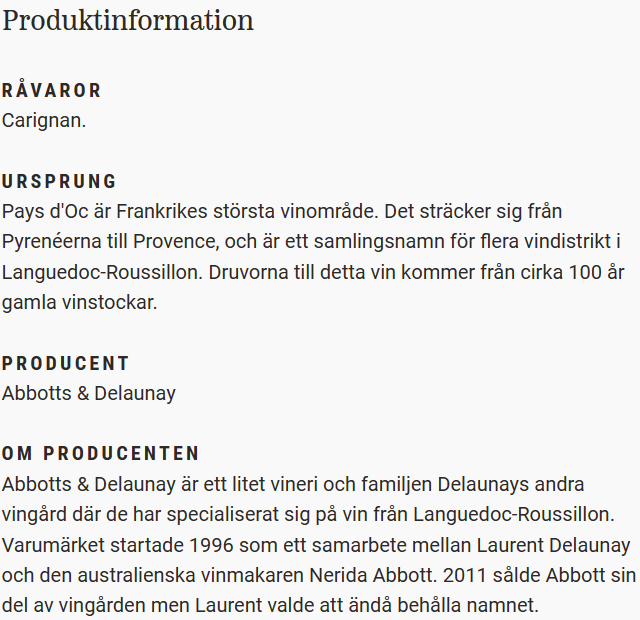 Produktinformation
RÅVAROR
Carignan.
URSPRUNG
Pays d'Oc är Frankrikes största vinområde. Det sträcker sig från
Pyrenéerna till Provence, och är ett samlingsnamn för flera vindistrikt i
Languedoc-Roussillon. Druvorna till detta vin kommer från cirka 100 år
gamla vinstockar.
PRODUCENT
Abbotts & Delaunay
OM PRODUCENTEN
Abbotts & Delaunay är ett litet vineri och familjen Delaunays andra
vingård där de har specialiserat sig på vin från Languedoc-Roussillon.
Varumärket startade 1996 som ett samarbete mellan Laurent Delaunay
och den australienska vinmakaren Nerida Abbott. 2011 sålde Abbott sin
del av vingården men Laurent valde att ändå behålla namnet.